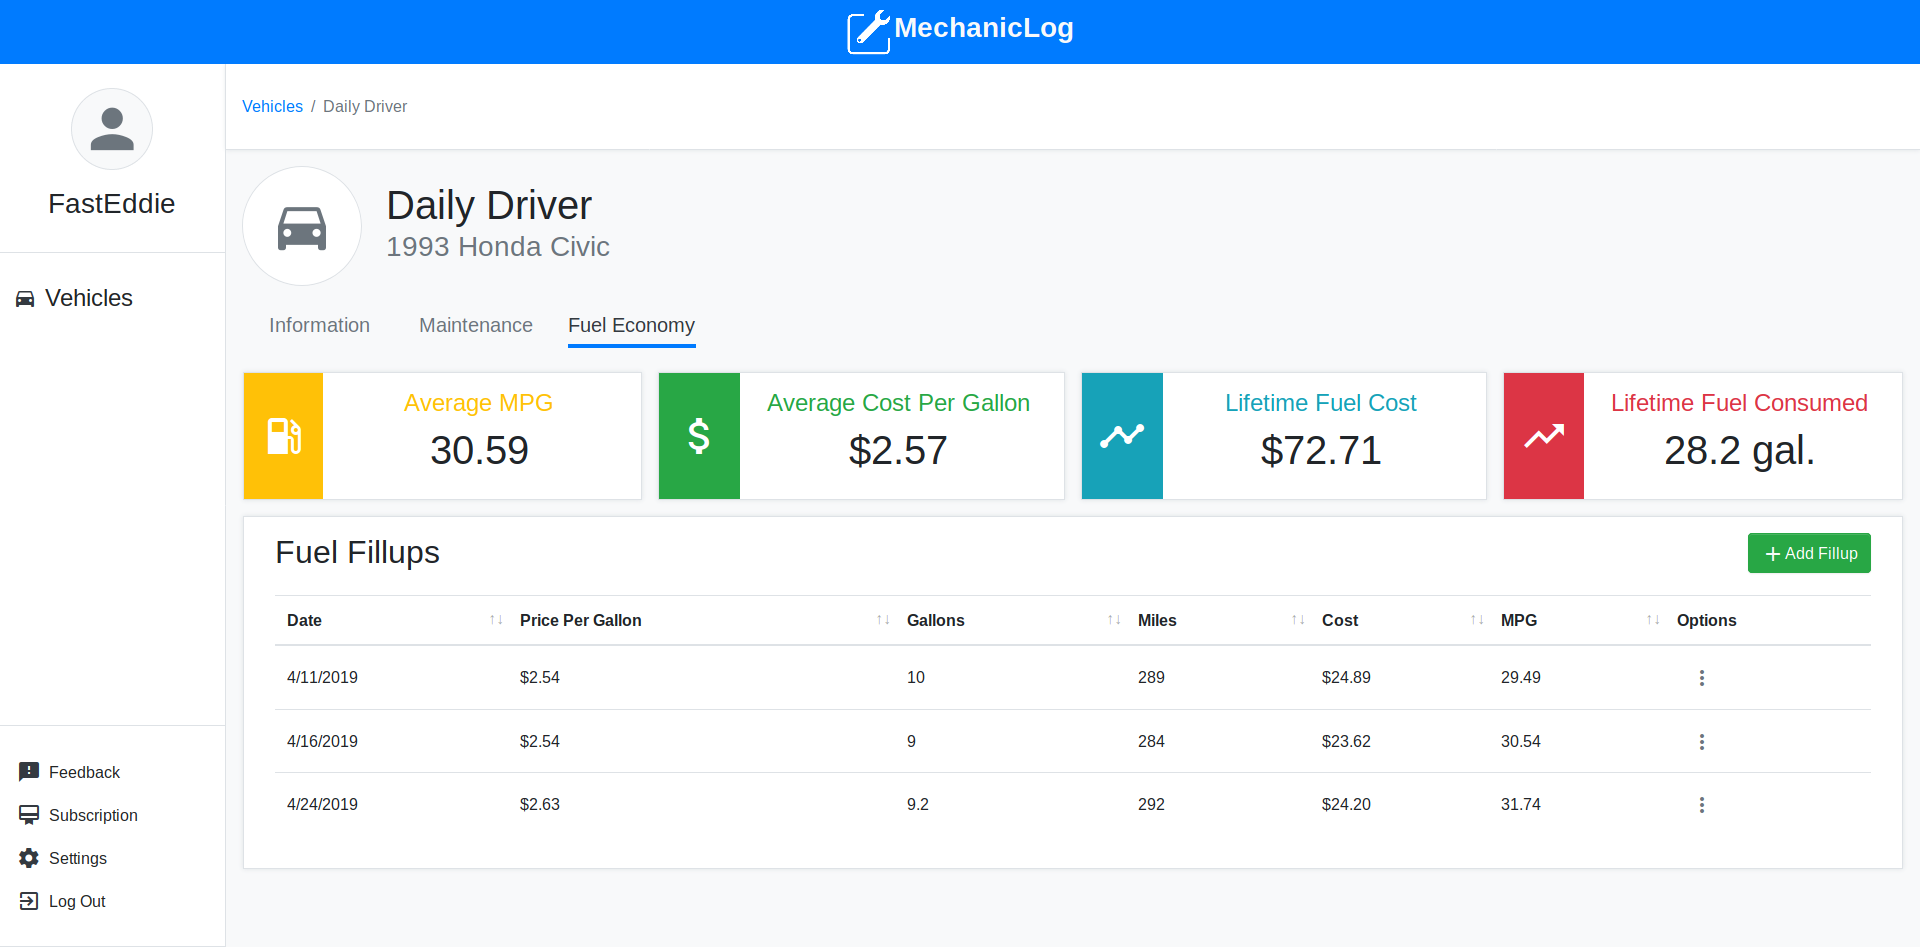 MechanicLog
FastEddie
Vehicles
Feedback
Subscription
Settings
Log Out
Vehicles / Daily Driver
Daily Driver
1993 Honda Civic
Information Maintenance Fuel Economy
Average MPG
30.59
Average Cost Per Gallon
$2.57
Lifetime Fuel Cost
$72.71
Lifetime Fuel Consumed
28.2 gal.
Fuel Fillups
+ Add Fillup
Date ↑↓ Price Per Gallon ↑↓ Gallons ↑↓ Miles ↑↓ Cost ↑↓ MPG ↑↓ Options
4/11/2019 $2.54 10 289 $24.89 29.49
4/16/2019 $2.54 9 284 $23.62 30.54
4/24/2019 $2.63 9.2 292 $24.20 31.74